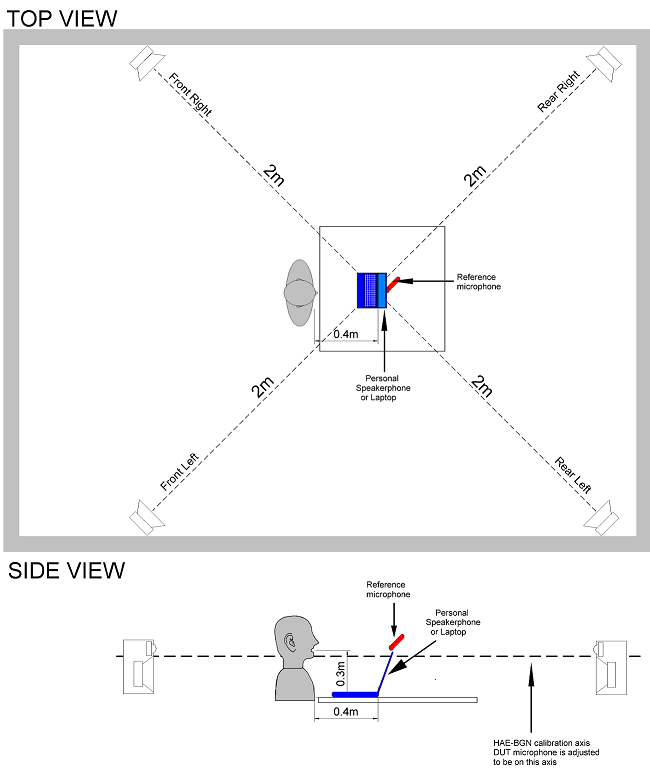 TOP VIEW
Front Right
Rear Right
2m
2m
Reference
microphone
0.4m
Personal
Speakerphone
or Laptop
2m
2m
Front Left
Rear Left
SIDE VIEW
Reference
microphone
Personal
Speakerphone
or Laptop
0.3m
0.4m
HAE-BGN calibration axis
DUT microphone is adjusted
to be on this axis